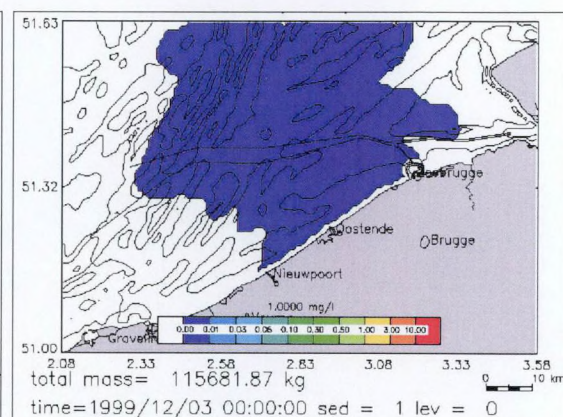 51.63
51.32
Oostende
Brugge
Nieuwpoort
1.0000 mg/l
0.00 0.01 0.03 0.05 0.10 0.30 0.50 1.00 3.00 10.00
51.00
2.08 2.33 2.58 2.83 3.08 3.33 3.58
total mass= 115681.87 kg
0 10 km
time=1999/12/03 00:00:00 sed = 1 lev = 0